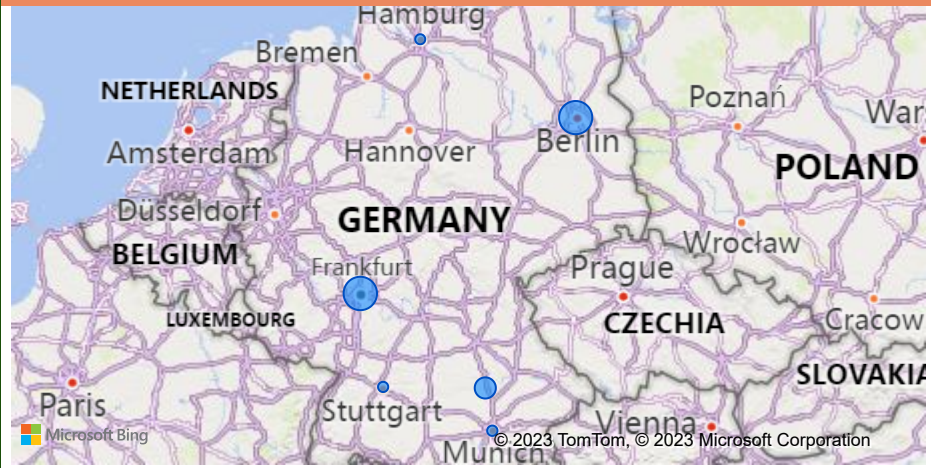 Hamburg
Bremen
NETHERLANDS
Poznań
Amsterdam
Hannover
Berlin
POLAND
Düsseldorf
GERMANY
BELGIUM
Wrocław
Frankfurt
Prague
LUXEMBOURG
CZECHIA
Cracow
SLOVAKIA
Paris
Stuttgart
Vienna
Microsoft Bing
Munich
© 2023 TomTom, © 2023 Microsoft Corporation